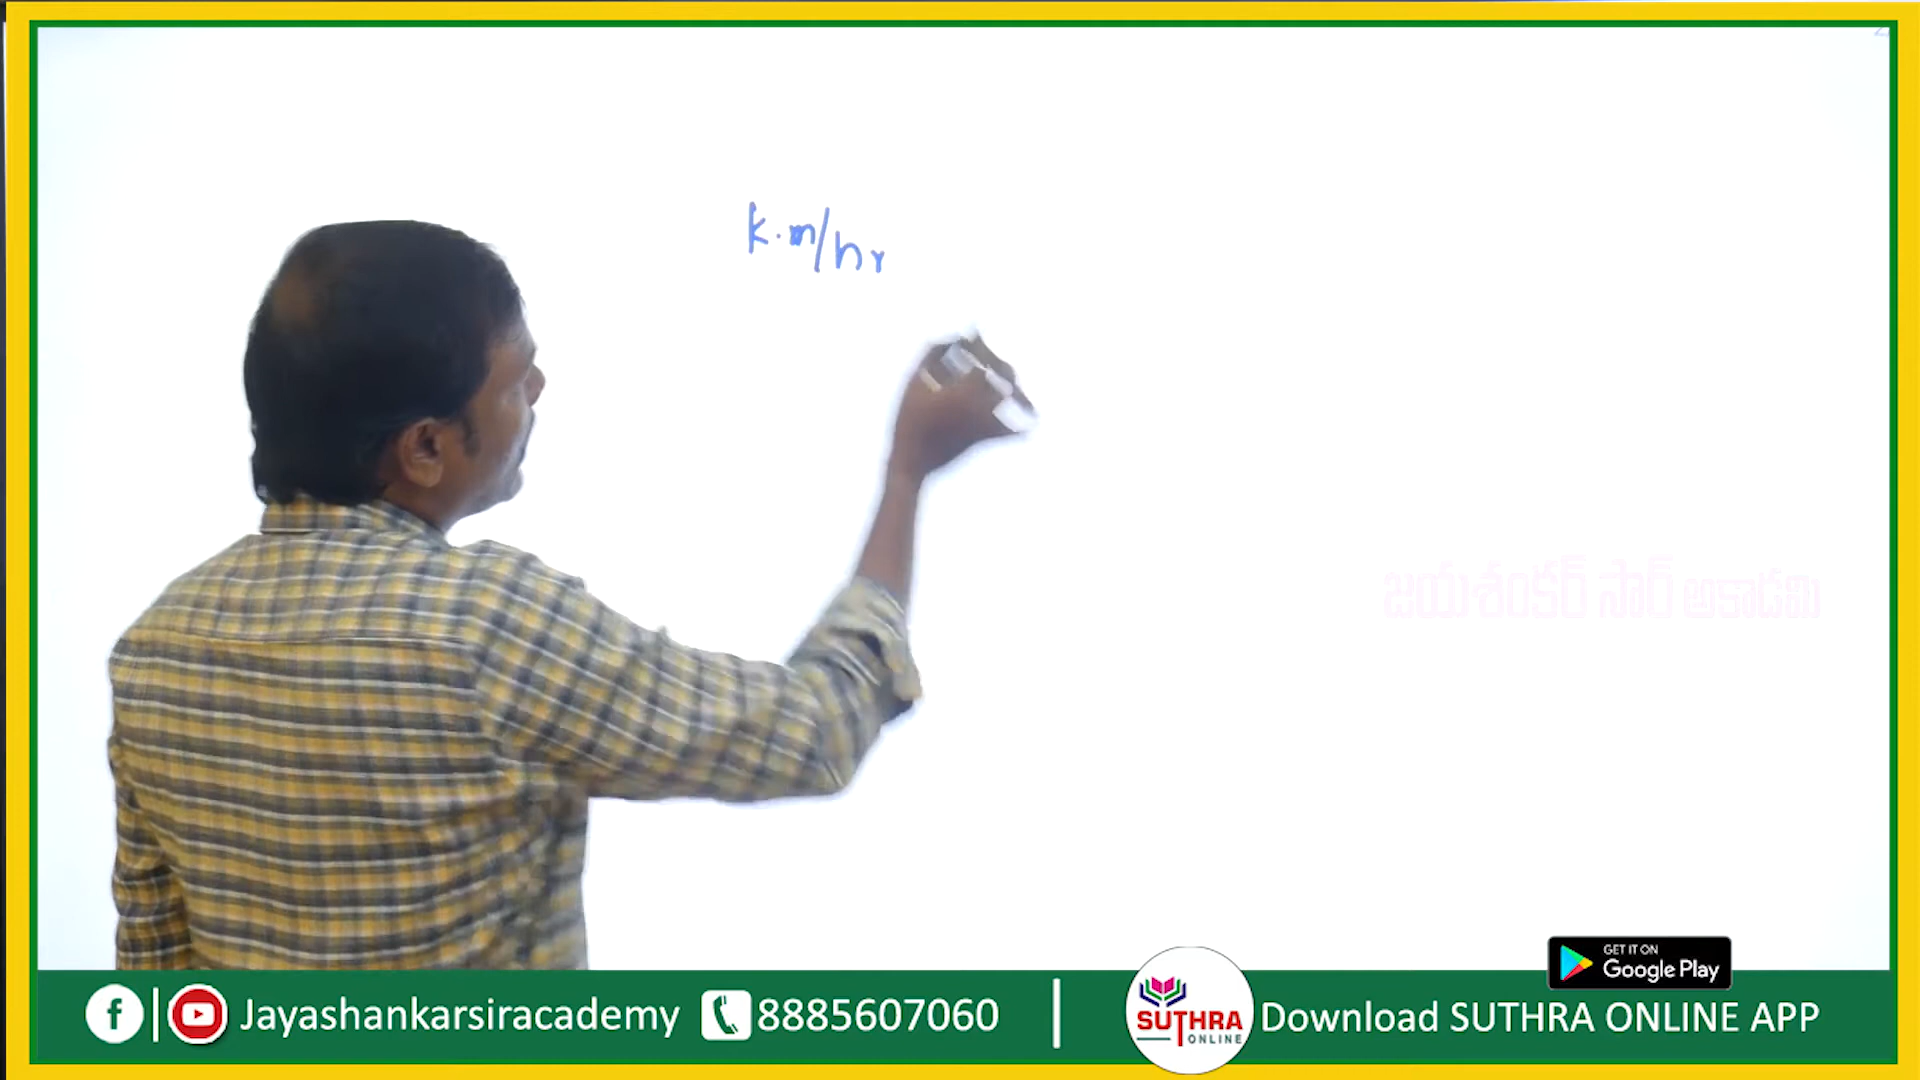 k.m/hr
జయశంకర్ సార్ అకాడమి
GET IT ON
Google Play
Jayashankarsiracademy 8885607060
SUTHRA
ONLINE
Download SUTHRA ONLINE APP